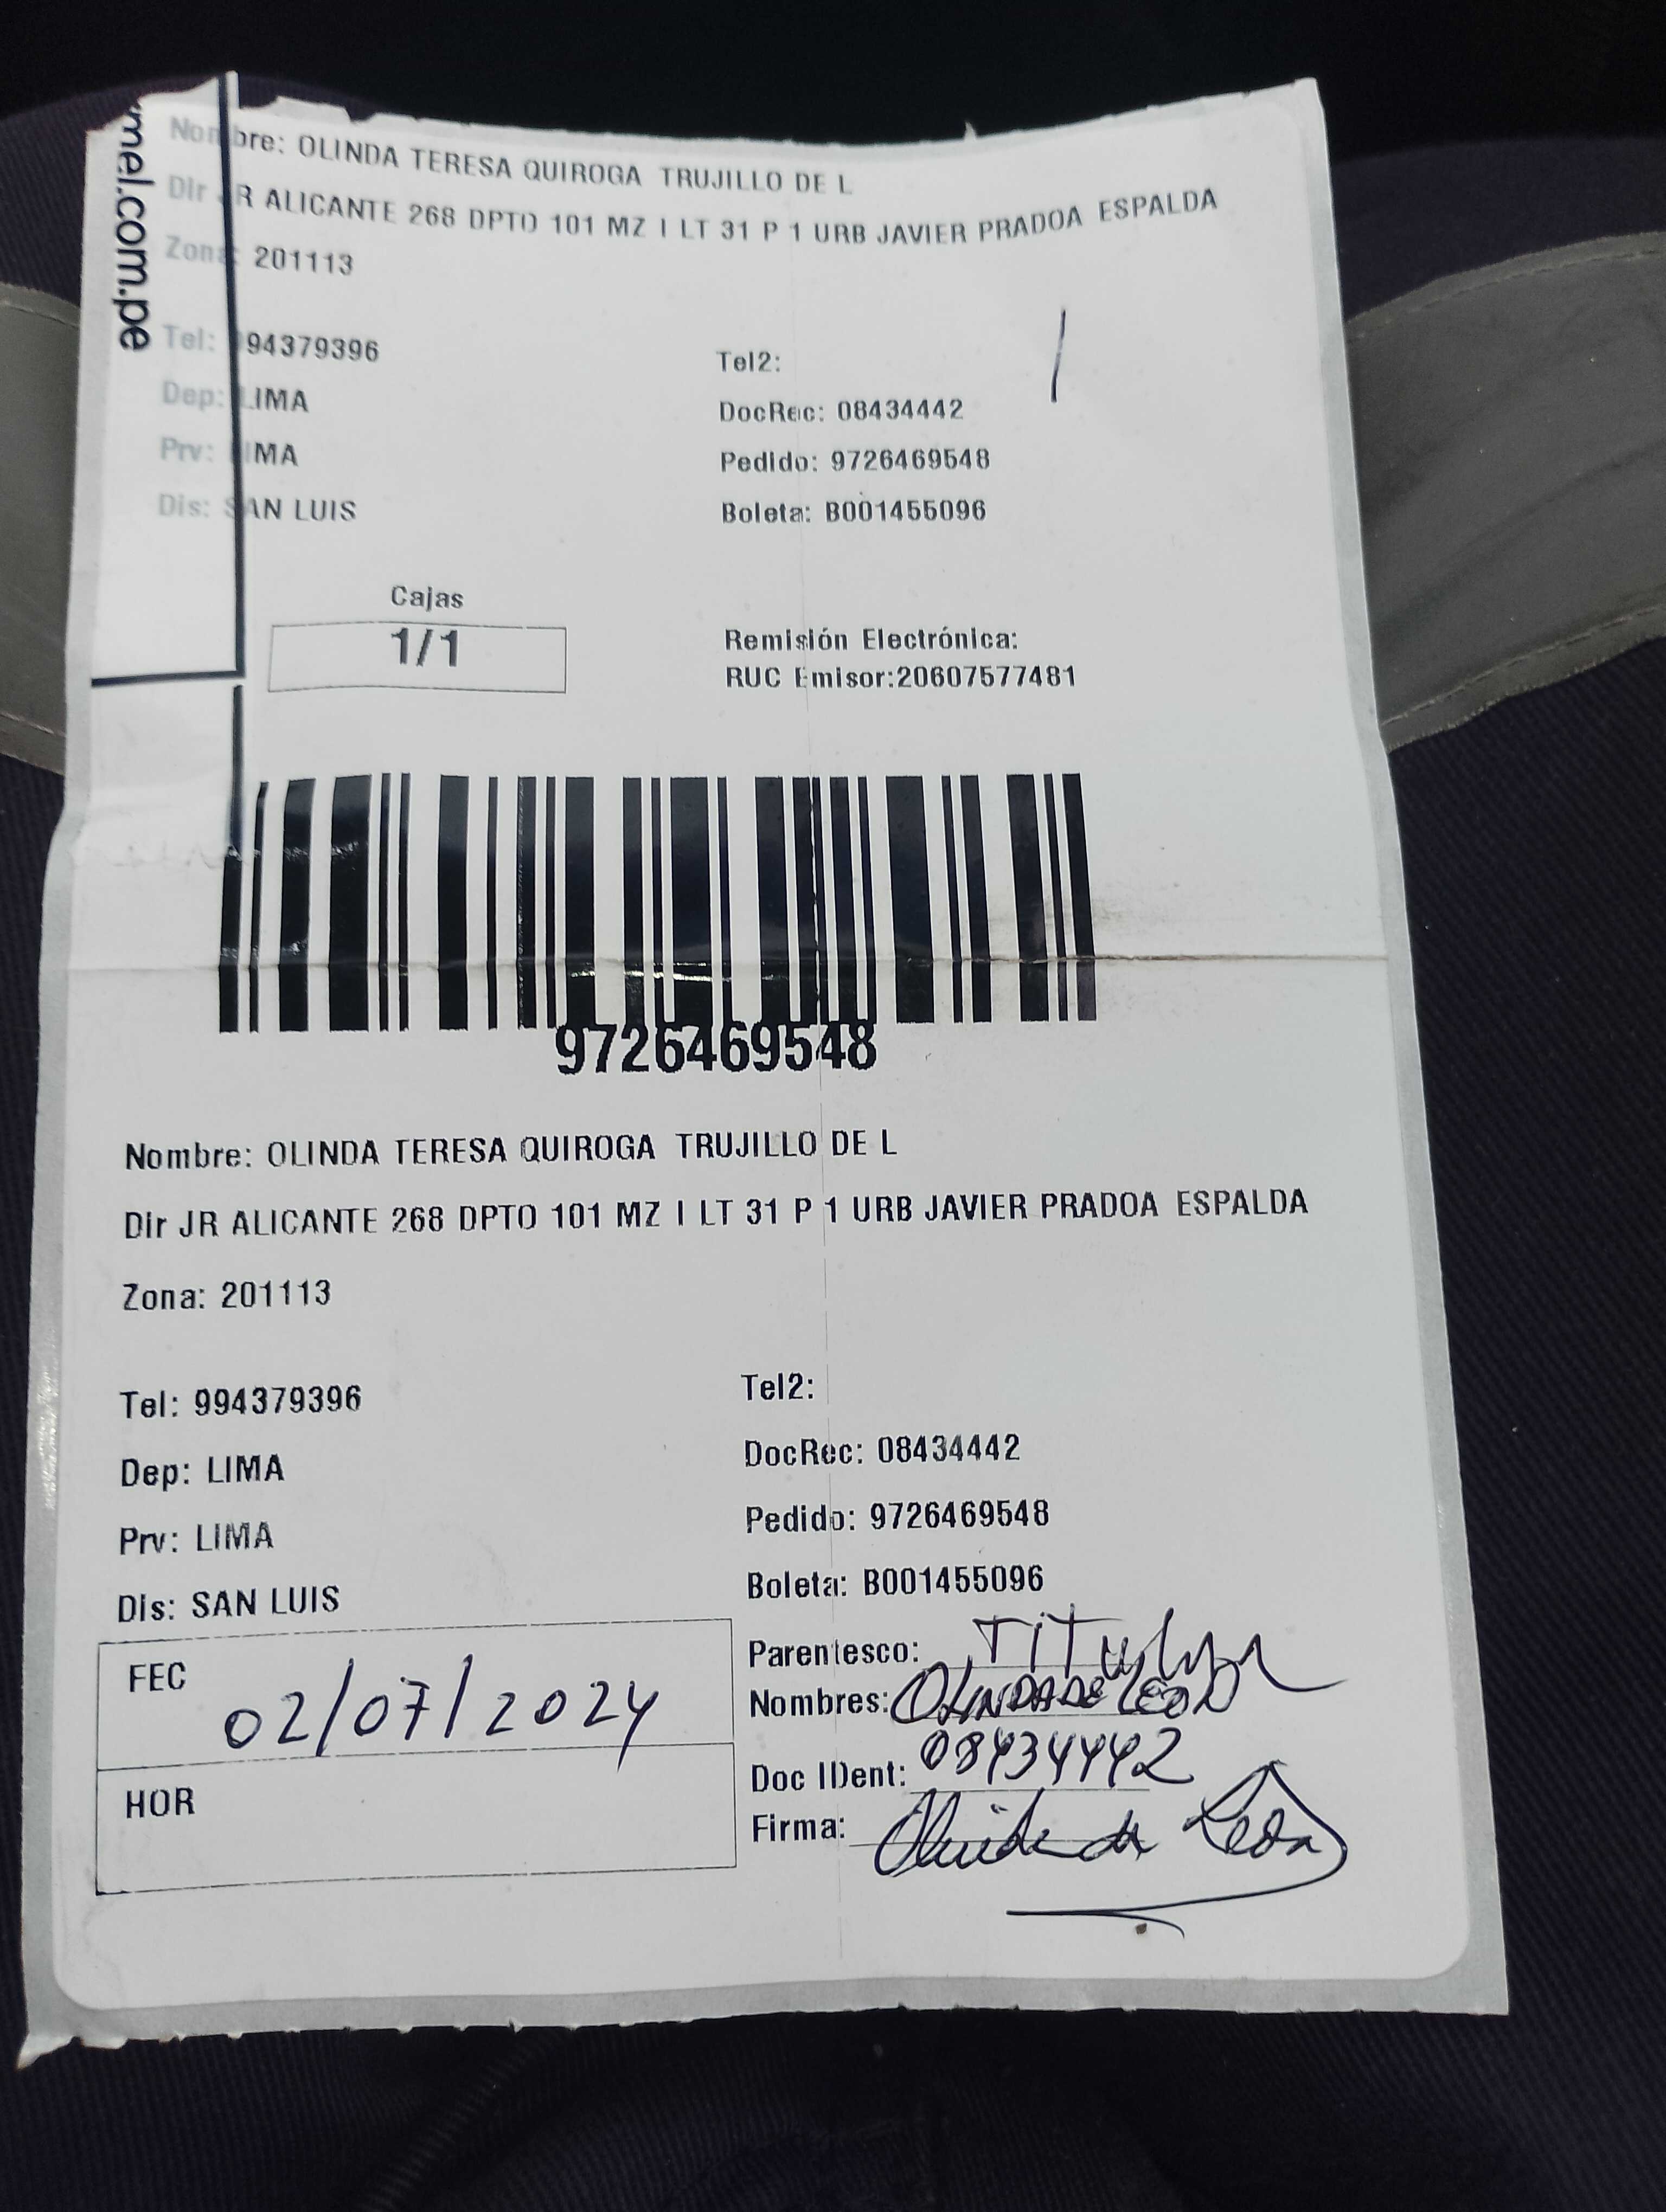 mel.com.pe
Nombre: OLINDA TERESA QUIROGA TRUJILLO DE L
Dir JR ALICANTE 268 DPTO 101 MZ I LT 31 P 1 URB JAVIER PRADOA ESPALDA
Zona: 201113
Tel: 94379396
Tel2:
Dep: LIMA
DocRec: 08434442
Prv: LIMA
Pedido: 9726469548
Dis: SAN LUIS
Boleta: B001455096
Cajas
1/1
Remisión Electrónica:
RUC Emisor:20607577481
9726469548
Nombre: OLINDA TERESA QUIROGA TRUJILLO DE L
Dir JR ALICANTE 268 DPTO 101 MZ I LT 31 P 1 URB JAVIER PRADOA ESPALDA
Zona: 201113
Tel: 994379396
Tel2:
Dep: LIMA
DocRec: 08434442
Prv: LIMA
Pedido: 9726469548
Dis: SAN LUIS
Boleta: B001455096
FEC 02/07/2024
HOR
Parentesco: TITular
Nombres: OLINDA DE LEON
Doc IDent: 08434442
Firma: Olinda de León